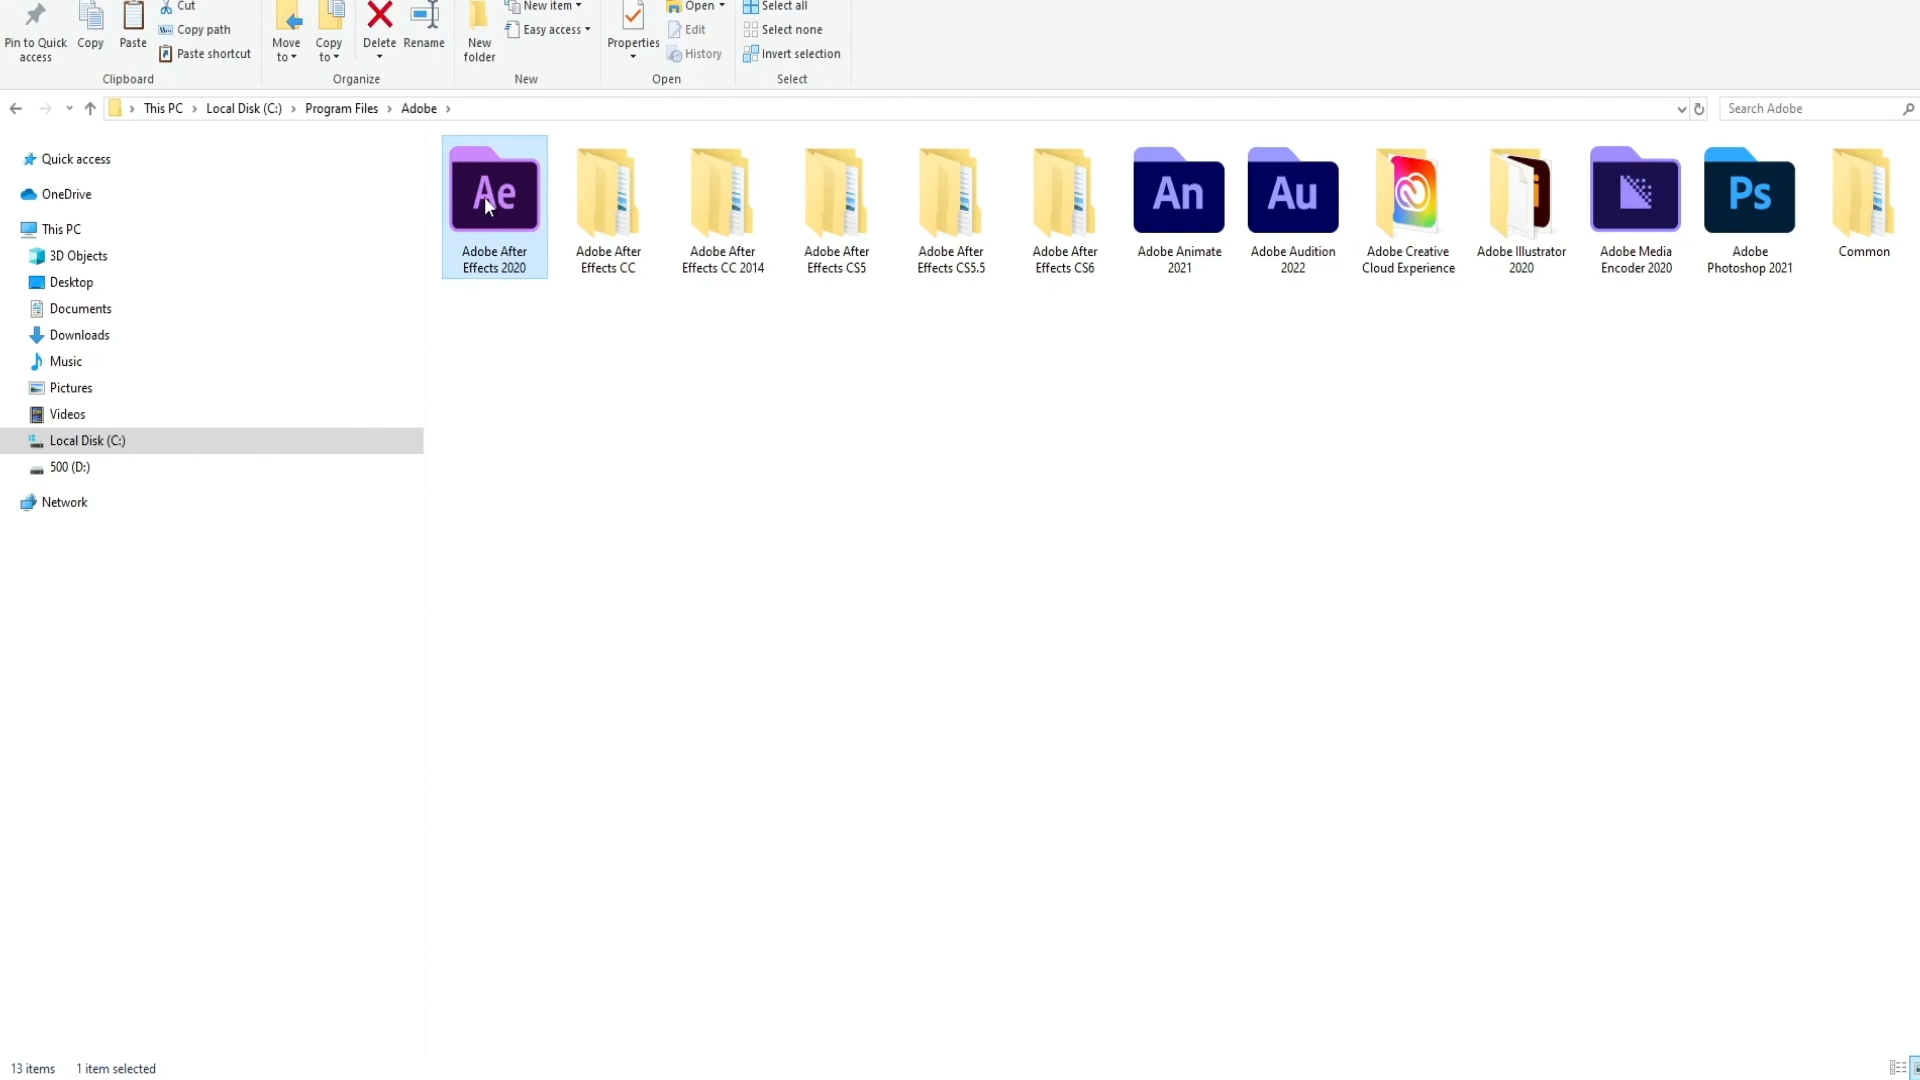 Cut
Copy path
Paste shortcut
Pin to Quick
access
Copy
Paste
Clipboard
Move
to
Copy
to
Delete
Rename
Organize
New item
Easy access
New
folder
New
Properties
Open
Edit
History
Open
Select all
Select none
Invert selection
Select
This PC
Local Disk (C:)
Program Files
Adobe
Search Adobe
Quick access
OneDrive
This PC
3D Objects
Desktop
Documents
Downloads
Music
Pictures
Videos
Local Disk (C:)
500 (D:)
Network
Ae
Adobe After
Effects 2020
Adobe After
Effects CC
Adobe After
Effects CC 2014
Adobe After
Effects CS5
Adobe After
Effects CS5.5
Adobe After
Effects CS6
An
Adobe Animate
2021
Au
Adobe Audition
2022
Adobe Creative
Cloud Experience
Adobe Illustrator
2020
Adobe Media
Encoder 2020
Ps
Adobe
Photoshop 2021
Common
13 items
1 item selected